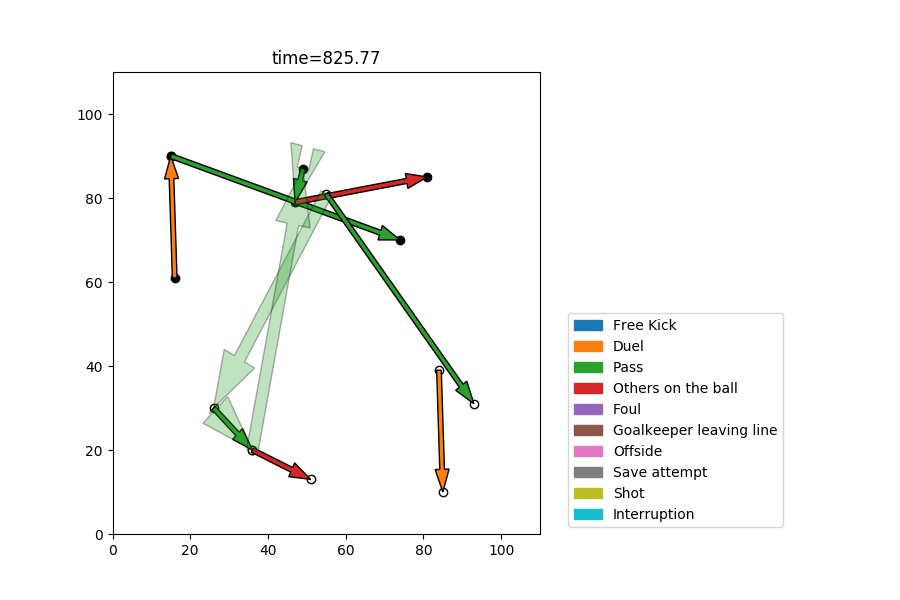 time=825.77
100
80
60
40
20
0
0 20 40 60 80 100
Free Kick
Duel
Pass
Others on the ball
Foul
Goalkeeper leaving line
Offside
Save attempt
Shot
Interruption